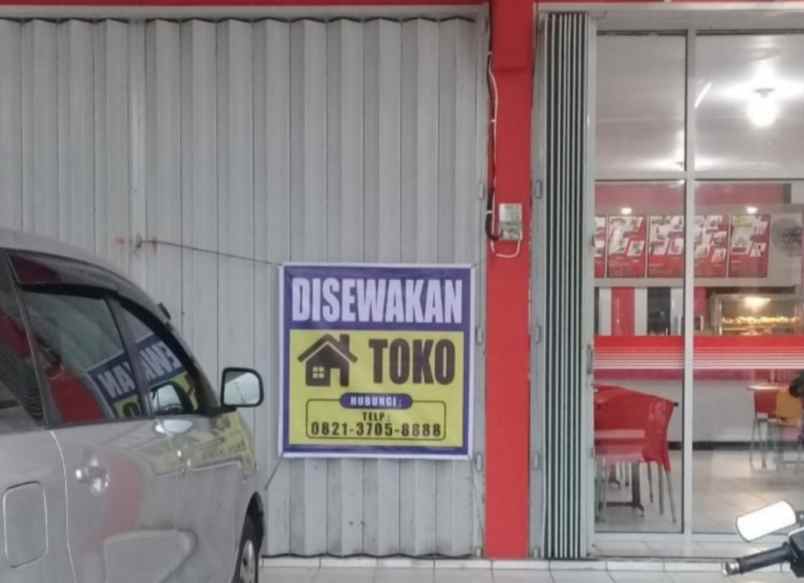 DISEWAKAN
TOKO
HUBUNGI :
TELP :
0821-3705-8888